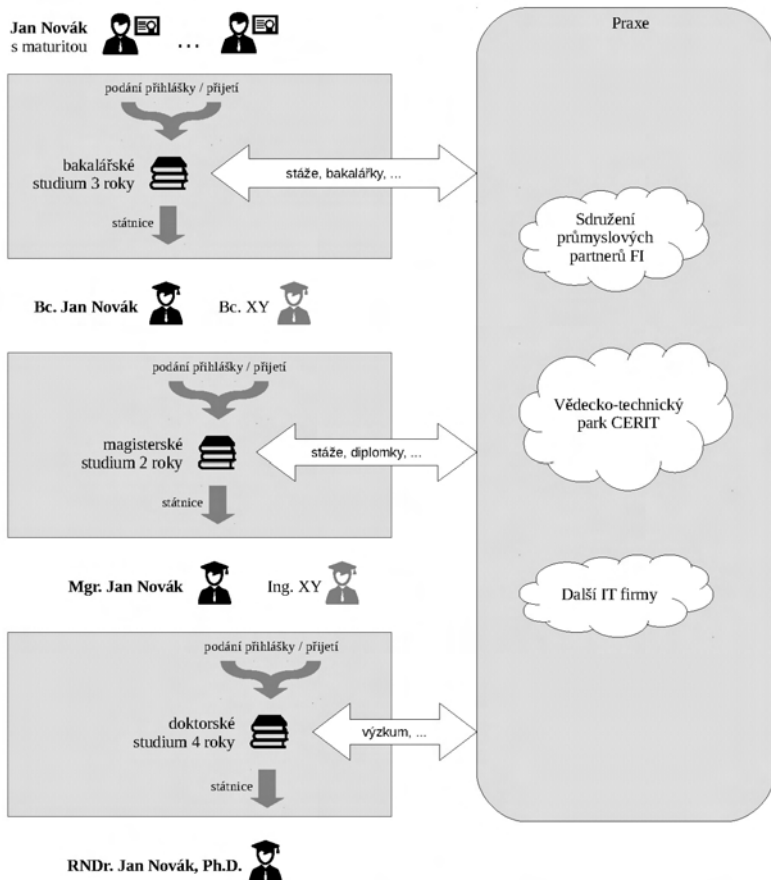 Jan Novák
s maturitou
...
podání přihlášky / přijetí
bakalářské
studium 3 roky
státnice
stáže, bakalářky, ...
Bc. Jan Novák
Bc. XY
podání přihlášky / přijetí
magisterské
studium 2 roky
státnice
stáže, diplomky, ...
Mgr. Jan Novák
Ing. XY
podání přihlášky / přijetí
doktorské
studium 4 roky
státnice
výzkum, ...
RNDr. Jan Novák, Ph.D.
Praxe
Sdružení
průmyslových
partnerů FI
Vědecko-technický
park CERIT
Další IT firmy